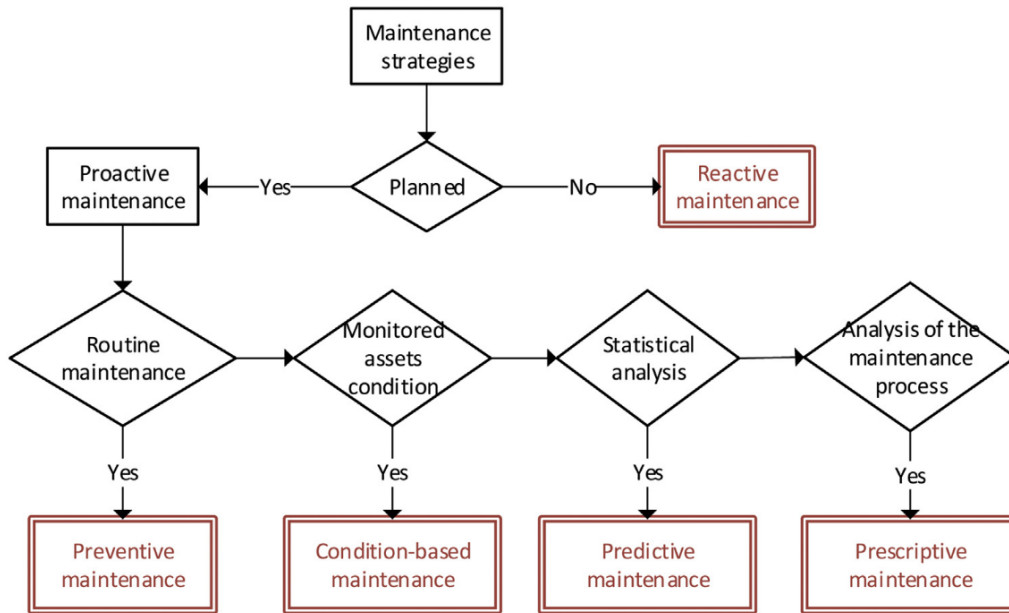 Maintenance
strategies
Proactive
maintenance
Yes
Planned
No
Reactive
maintenance
Routine
maintenance
Monitored
assets
condition
Statistical
analysis
Analysis of the
maintenance
process
Yes
Yes
Yes
Yes
Preventive
maintenance
Condition-based
maintenance
Predictive
maintenance
Prescriptive
maintenance